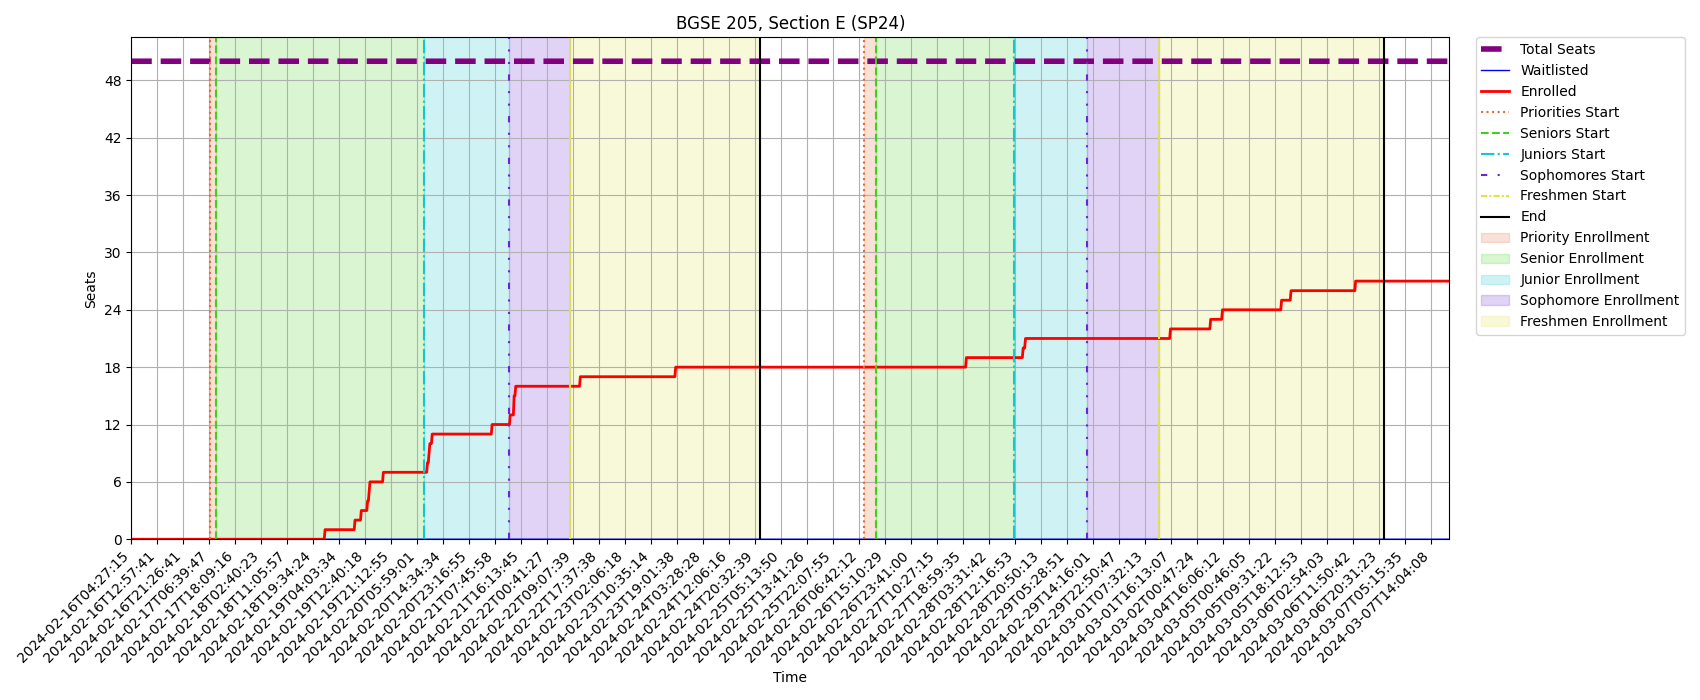 BGSE 205, Section E (SP24)
Seats
48
42
36
30
24
18
12
6
0
2024-02-16T04:27:15
2024-02-16T12:57:41
2024-02-16T21:26:41
2024-02-17T06:39:47
2024-02-17T18:09:16
2024-02-18T02:40:23
2024-02-18T11:05:57
2024-02-18T19:34:24
2024-02-19T04:03:34
2024-02-19T12:40:18
2024-02-19T21:12:55
2024-02-20T05:59:01
2024-02-20T14:34:34
2024-02-20T23:16:55
2024-02-21T07:45:58
2024-02-21T16:13:45
2024-02-22T00:41:27
2024-02-22T09:07:39
2024-02-22T17:37:38
2024-02-23T02:06:18
2024-02-23T10:35:14
2024-02-23T19:01:38
2024-02-24T03:28:28
2024-02-24T12:06:16
2024-02-24T20:32:39
2024-02-25T05:13:50
2024-02-25T13:41:26
2024-02-25T22:07:55
2024-02-26T06:42:12
2024-02-26T15:10:29
2024-02-26T23:41:00
2024-02-27T10:27:15
2024-02-27T18:59:35
2024-02-28T03:31:42
2024-02-28T12:16:53
2024-02-28T20:50:13
2024-02-29T05:28:51
2024-02-29T14:16:01
2024-02-29T22:50:47
2024-03-01T07:32:13
2024-03-01T16:13:07
2024-03-02T00:47:24
2024-03-04T16:06:12
2024-03-05T00:46:05
2024-03-05T09:31:22
2024-03-05T18:12:53
2024-03-06T02:54:03
2024-03-06T11:50:42
2024-03-06T20:31:23
2024-03-07T05:15:35
2024-03-07T14:04:08
Time
Total Seats
Waitlisted
Enrolled
Priorities Start
Seniors Start
Juniors Start
Sophomores Start
Freshmen Start
End
Priority Enrollment
Senior Enrollment
Junior Enrollment
Sophomore Enrollment
Freshmen Enrollment